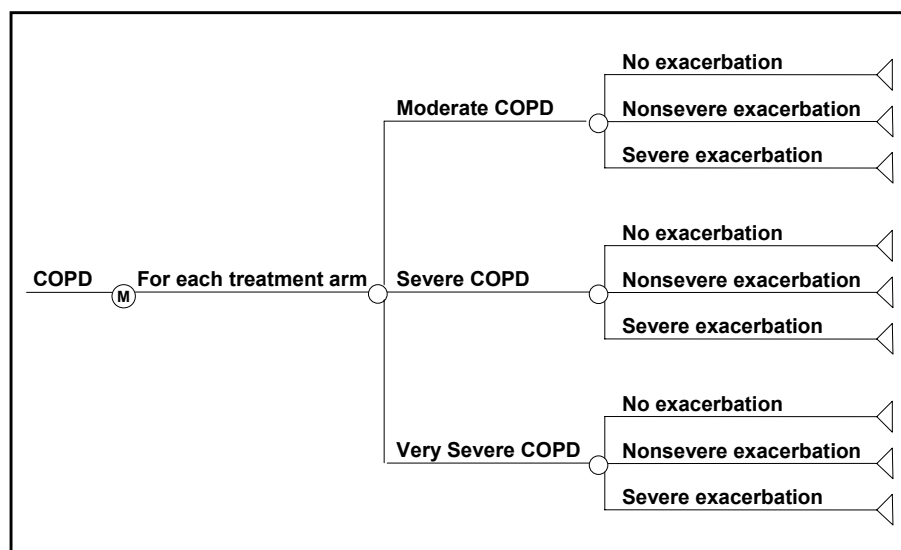 No exacerbation
Moderate COPD
Nonsevere exacerbation
Severe exacerbation
No exacerbation
COPD
M
For each treatment arm
Severe COPD
Nonsevere exacerbation
Severe exacerbation
No exacerbation
Very Severe COPD
Nonsevere exacerbation
Severe exacerbation